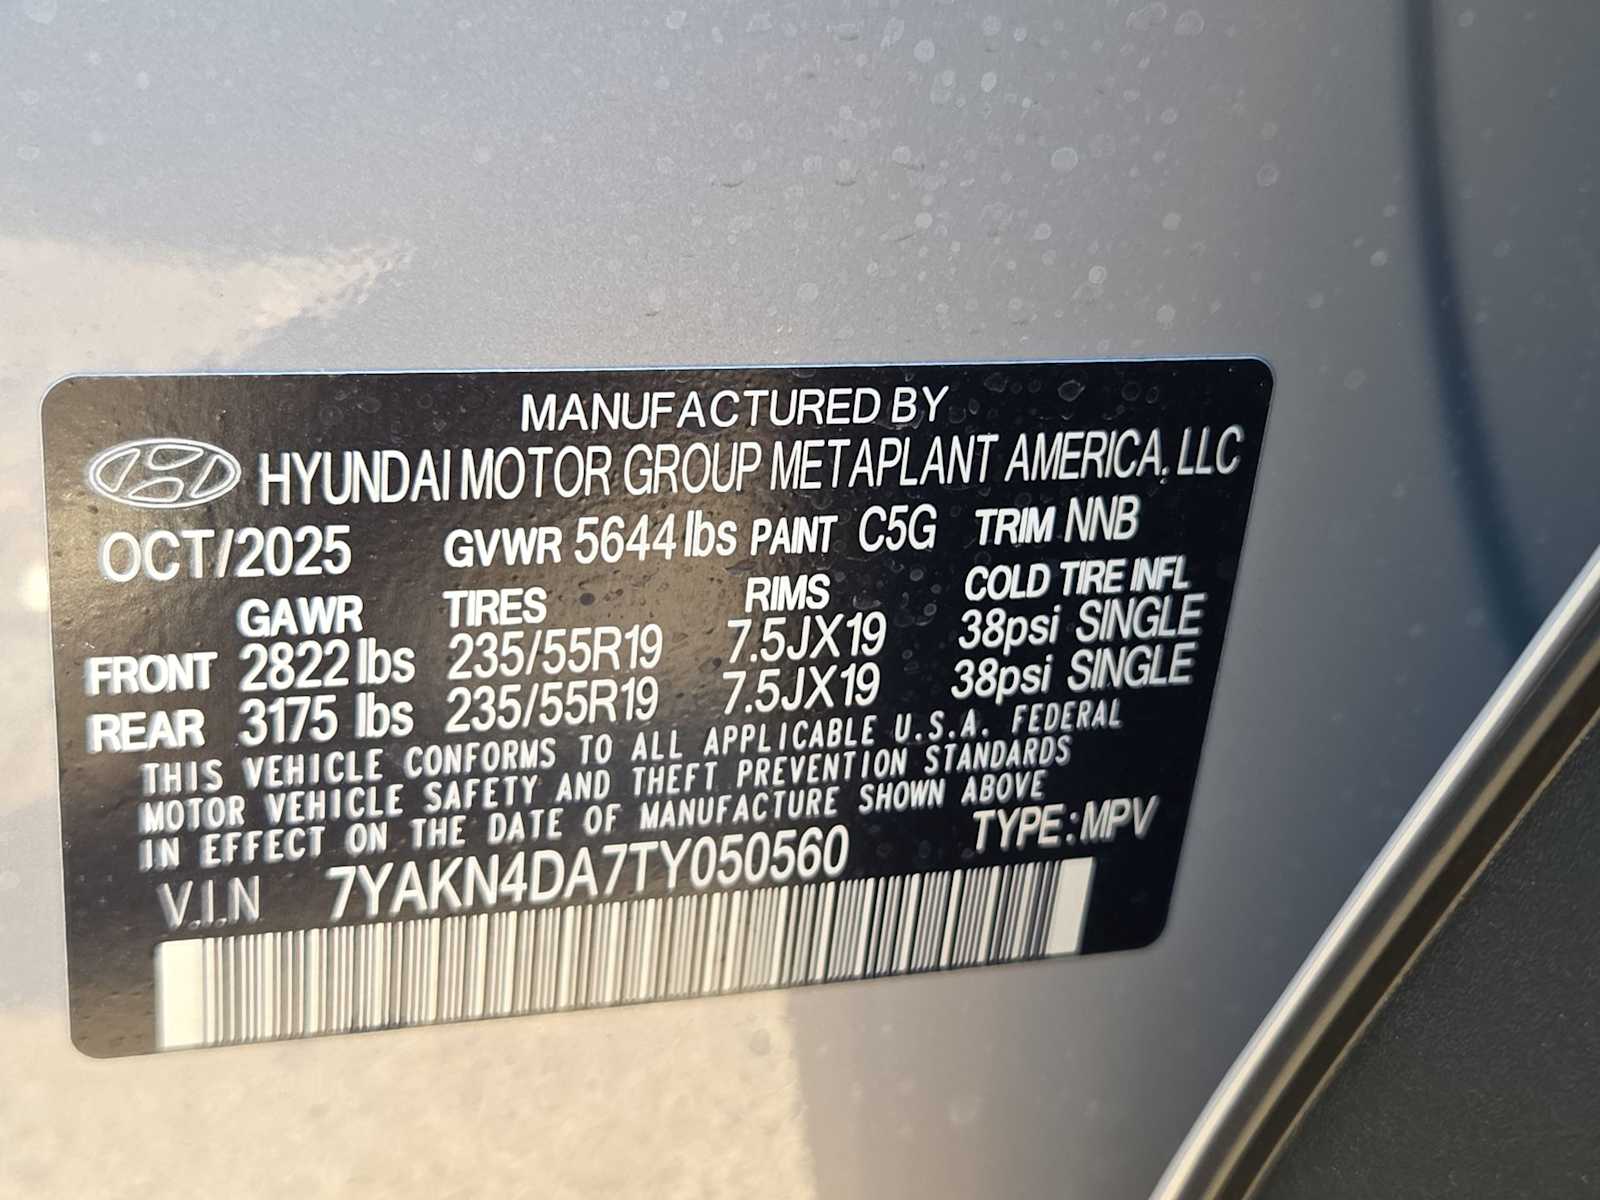 MANUFACTURED BY
HYUNDAI MOTOR GROUP METAPLANT AMERICA, LLC
OCT/2025 GVWR 5644 lbs PAINT C5G TRIM NNB
GAWR TIRES RIMS COLD TIRE INFL
FRONT 2822 lbs 235/55R19 7.5JX19 38psi SINGLE
REAR 3175 lbs 235/55R19 7.5JX19 38psi SINGLE
THIS VEHICLE CONFORMS TO ALL APPLICABLE U.S.A. FEDERAL
MOTOR VEHICLE SAFETY AND THEFT PREVENTION STANDARDS
IN EFFECT ON THE DATE OF MANUFACTURE SHOWN ABOVE
V.I.N 7YAKN4DA7TY050560 TYPE:MPV